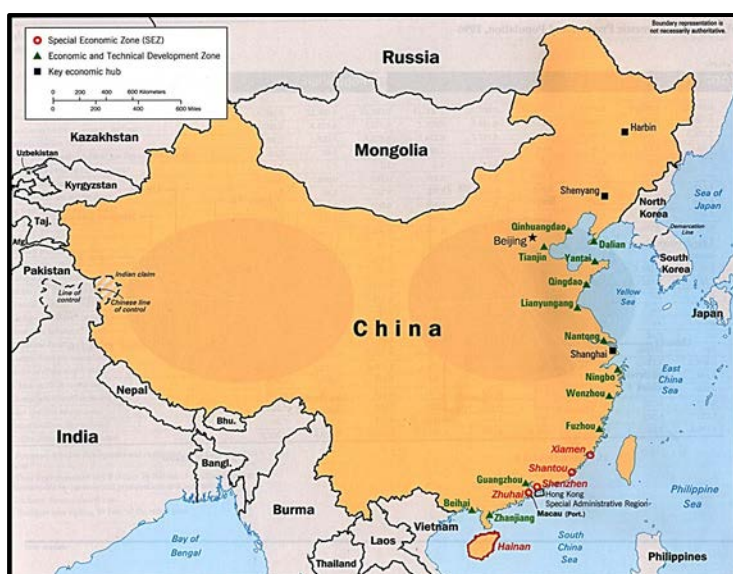 Boundary representation is
not necessarily authoritative.
Special Economic Zone (SEZ)
Economic and Technical Development Zone
Key economic hub
0 200 400 600 Kilometers
0 200 400 600 Miles
Russia
Kazakhstan
Mongolia
Harbin
Uzbekistan
Kyrgyzstan
Shenyang
North
Korea
Sea of
Japan
Taj.
Qinhuangdao
Beijing
Demarcation
Line
Afg.
Dalian
Tianjin
Yantai
South
Korea
Pakistan
Indian claim
Line of
control
Chinese line
of control
Qingdao
Yellow
Sea
Lianyungang
Japan
China
Nantong
Shanghai
Nepal
Ningbo
East
China
Sea
Wenzhou
Bhu.
Fuzhou
India
Xiamen
Bangl.
Shantou
Guangzhou
Shenzhen
Zhuhai
Hong Kong
Special Administrative Region
Philippine
Sea
Burma
Beihai
Macau (Port.)
Zhanjiang
Vietnam
Bay of
Bengal
Laos
Hainan
South
China
Sea
Thailand
Philippines